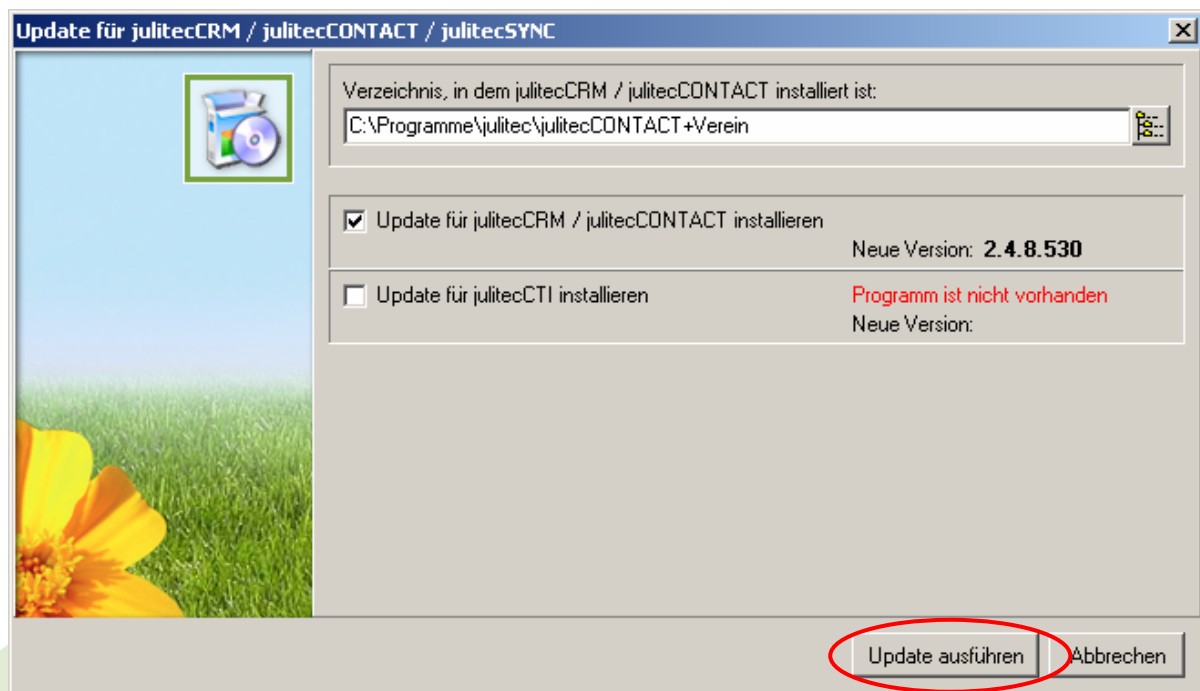 Update für julitecCRM / julitecCONTACT / julitecSYNC
Verzeichnis, in dem julitecCRM / julitecCONTACT installiert ist:
C:\Programme\julitec\julitecCONTACT+Verein
Update für julitecCRM / julitecCONTACT installieren
Neue Version: 2.4.8.530
Update für julitecCTI installieren
Programm ist nicht vorhanden
Neue Version:
Update ausführen
Abbrechen